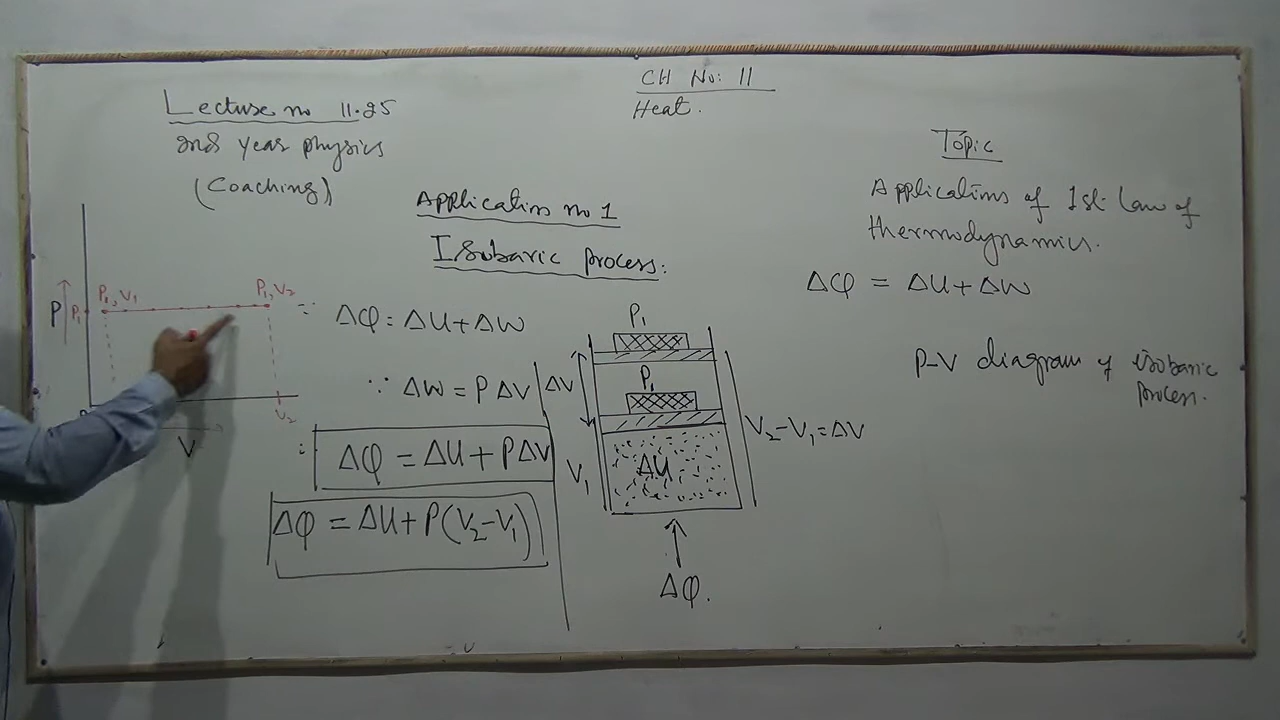 CH No: 11
Heat.
Lecture no 11.25
2nd year physics
(Coaching)
Application no 1
Isobaric process:
∵ ΔQ = ΔU + ΔW
∵ ΔW = PΔV
∴ ΔQ = ΔU + PΔV
ΔQ = ΔU + P(V₂ - V₁)
P
P₁
P₁, V₁
P₁, V₂
V₂
V
P₁
P₁
ΔV
V₁
ΔU
V₂ - V₁ = ΔV
ΔQ.
Topic
Applications of 1st law of
thermodynamics.
ΔQ = ΔU + ΔW
P-V diagram of isobaric
process.